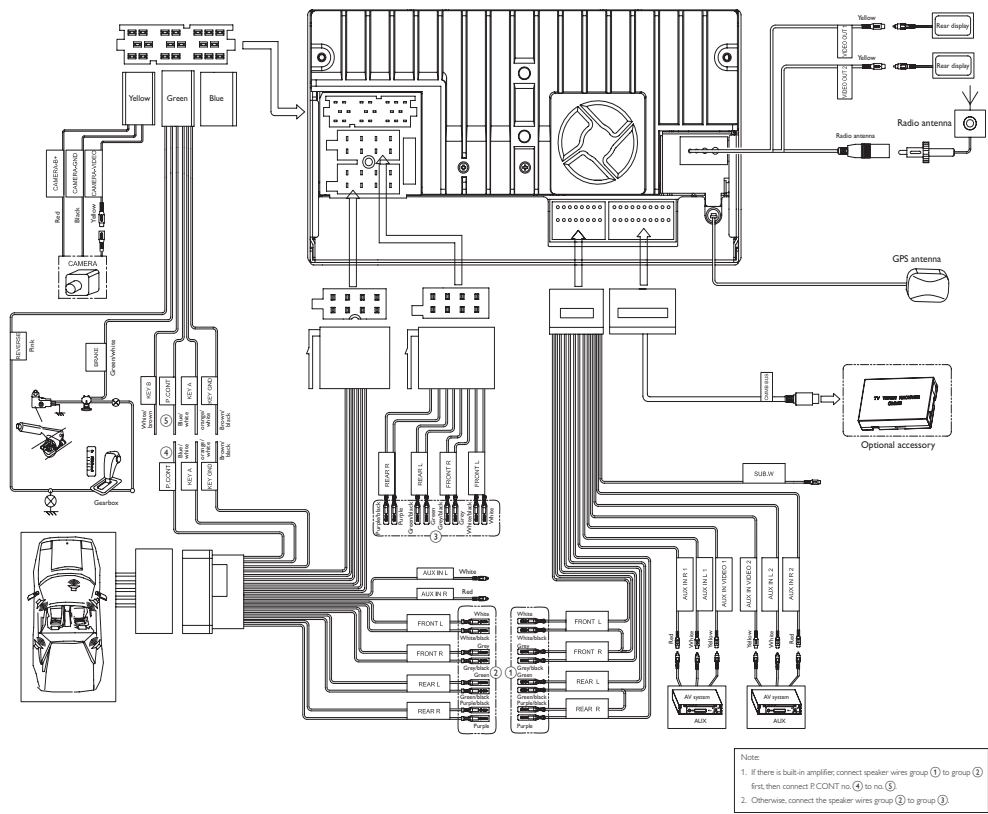 Yellow
Green
Blue
CAMERA-B+
CAMERA-GND
CAMERA-VIDEO
Red
Black
Yellow
CAMERA
VIDEO OUT 1
Yellow
Rear display
VIDEO OUT 2
Yellow
Rear display
Radio antenna
Radio antenna
GPS antenna
REVERSE
Pink
BRAKE
Green/white
KEY B
P.CONT
KEY A
KEY GND
White/
brown
⑤
Blue/
white
orange/
white
Brown/
black
④
Blue/
white
orange/
white
Brown/
black
P.CONT
KEY A
KEY GND
Gearbox
REAR R
REAR L
FRONT R
FRONT L
Purple/black
Purple
Green/black
Green
Grey/black
Grey
White/black
White
③
TV TUNER RECEIVER
Optional accessory
SUB.W
AUX IN R 1
AUX IN L 1
AUX IN VIDEO 1
AUX IN VIDEO 2
AUX IN L 2
AUX IN R 2
Red
White
Yellow
Yellow
White
Red
AV system
AUX
AV system
AUX
AUX IN L
White
AUX IN R
Red
FRONT L
White
White/black
FRONT R
Grey
Grey/black
REAR L
Green
Green/black
REAR R
Purple/black
Purple
②
①
White
White/black
FRONT L
Grey
Grey/black
FRONT R
Green
Green/black
REAR L
Purple/black
Purple
REAR R
Note:
1. If there is built-in amplifier, connect speaker wires group ① to group ②
first, then connect P. CONT no. ④ to no. ⑤.
2. Otherwise, connect the speaker wires group ② to group ③.